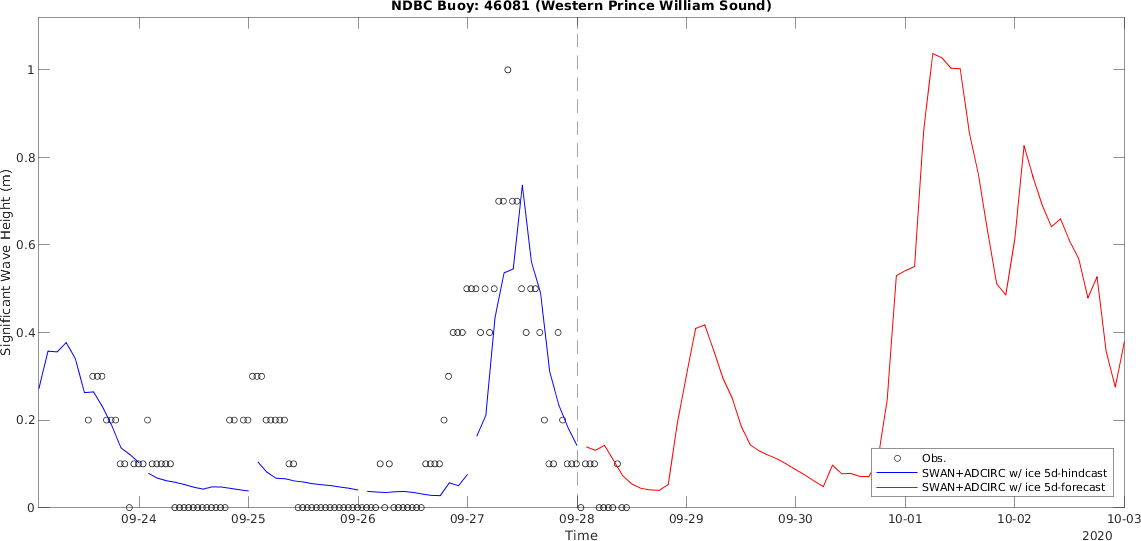 NDBC Buoy: 46081 (Western Prince William Sound)
Significant Wave Height (m)
1
0.8
0.6
0.4
0.2
0
Obs.
SWAN+ADCIRC w/ ice 5d-hindcast
SWAN+ADCIRC w/ ice 5d-forecast
09-24
09-25
09-26
09-27
09-28
09-29
09-30
10-01
10-02
10-03
Time
2020